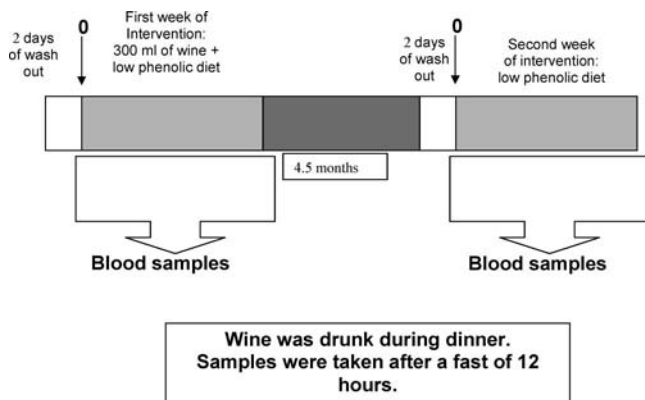 2 days
of wash
out
0
First week of
Intervention:
300 ml of wine +
low phenolic diet
2 days
of wash
out
0
Second week
of intervention:
low phenolic diet
4.5 months
Blood samples
Blood samples
Wine was drunk during dinner.
Samples were taken after a fast of 12
hours.